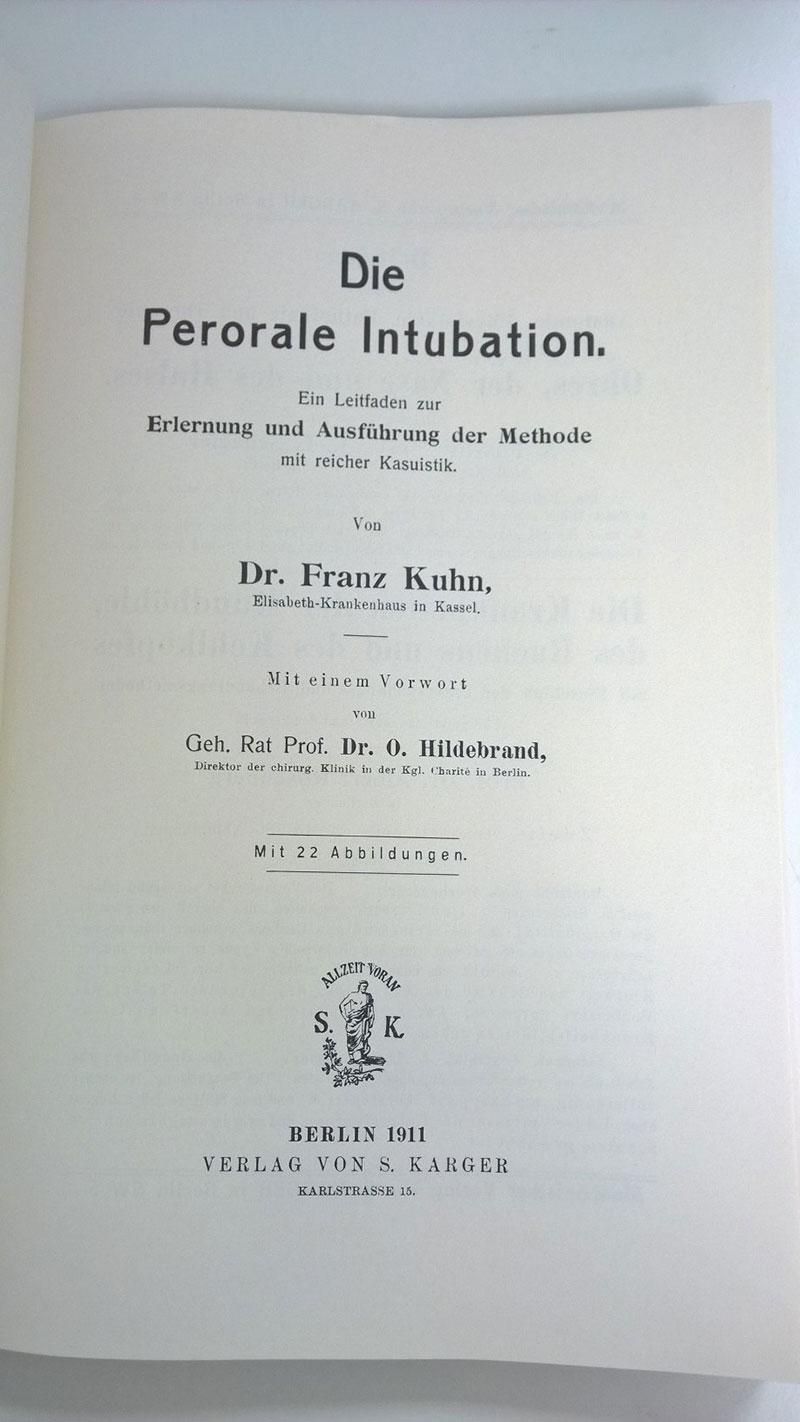 Die
Perorale Intubation.
Ein Leitfaden zur
Erlernung und Ausführung der Methode
mit reicher Kasuistik.
Von
Dr. Franz Kuhn,
Elisabeth-Krankenhaus in Kassel.
Mit einem Vorwort
von
Geh. Rat Prof. Dr. O. Hildebrand,
Direktor der chirurg. Klinik in der Kgl. Charité in Berlin.
Mit 22 Abbildungen.
ALLZEIT VORAN
S. K.
BERLIN 1911
VERLAG VON S. KARGER
KARLSTRASSE 15.